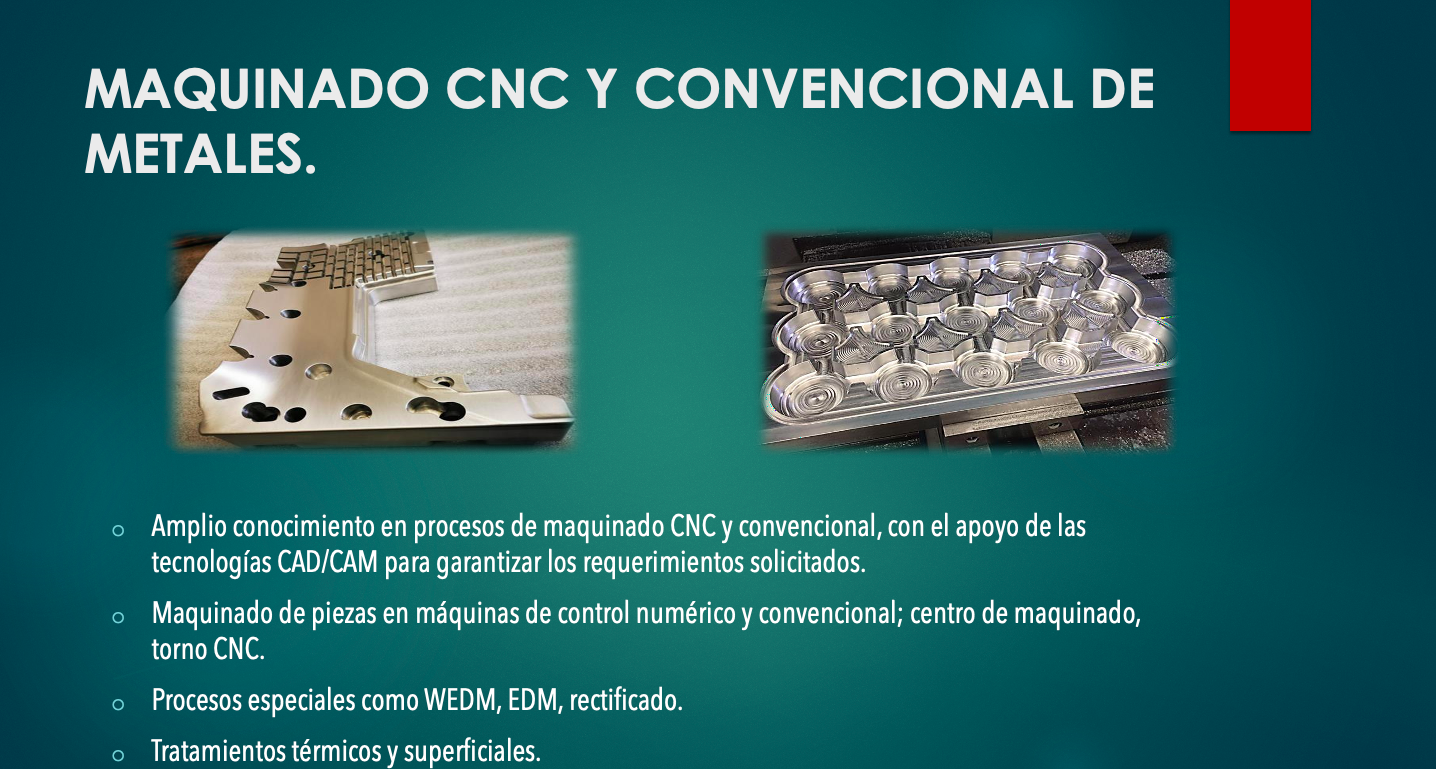 MAQUINADO CNC Y CONVENCIONAL DE
METALES.
Amplio conocimiento en procesos de maquinado CNC y convencional, con el apoyo de las
tecnologías CAD/CAM para garantizar los requerimientos solicitados.
Maquinado de piezas en máquinas de control numérico y convencional; centro de maquinado,
torno CNC.
Procesos especiales como WEDM, EDM, rectificado.
Tratamientos térmicos y superficiales.